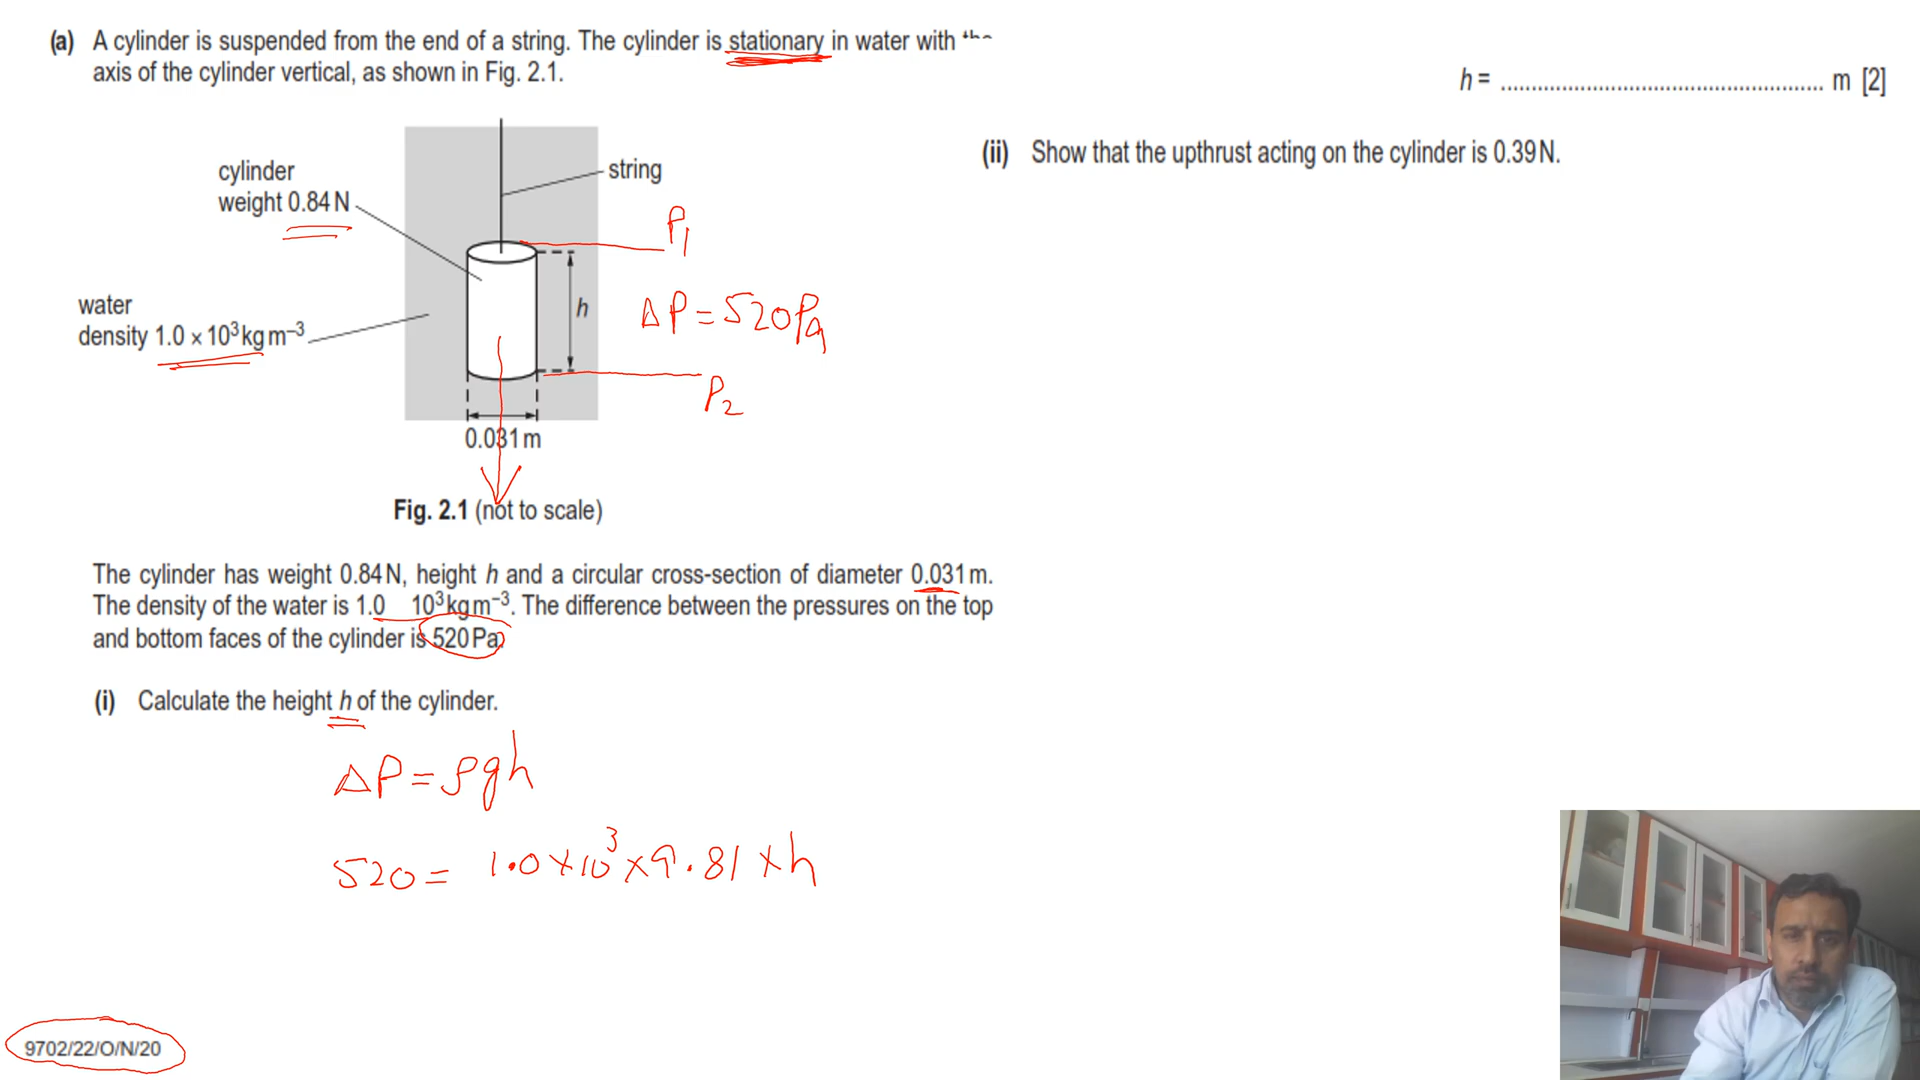 (a) A cylinder is suspended from the end of a string. The cylinder is stationary in water with
axis of the cylinder vertical, as shown in Fig. 2.1.
cylinder
weight 0.84 N
string
P₁
water
density 1.0 × 10³ kg m⁻³
h
ΔP = 520 Pa
P₂
0.031 m
Fig. 2.1 (not to scale)
The cylinder has weight 0.84 N, height h and a circular cross-section of diameter 0.031 m.
The density of the water is 1.0 10³ kg m⁻³. The difference between the pressures on the top
and bottom faces of the cylinder is 520 Pa.
(i) Calculate the height h of the cylinder.
ΔP = ρgh
520 = 1.0 × 10³ × 9.81 × h
9702/22/O/N/20
h = ...................................................... m [2]
(ii) Show that the upthrust acting on the cylinder is 0.39 N.